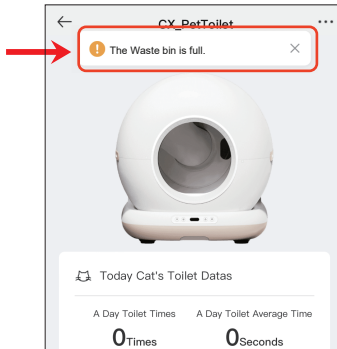 CX_PetToilet
The Waste bin is full.
Today Cat's Toilet Datas
A Day Toilet Times
A Day Toilet Average Time
0Times
0Seconds